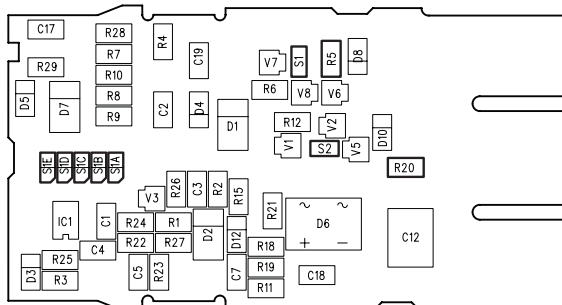 C17
R28
R4
C19
V7
S1
R5
D8
R7
R29
R10
R6
V8
V6
D5
D7
R8
C2
D4
D1
R9
R12
V2
D10
V1
S2
V5
S1E
S1D
S1C
S1B
S1A
R20
R26
C3
R2
R15
V3
IC1
C1
R24
R1
D2
R21
~ ~
D6
+ −
D12
C12
R22
R27
R18
C4
R25
D3
R3
C5
R23
C7
R19
C18
R11